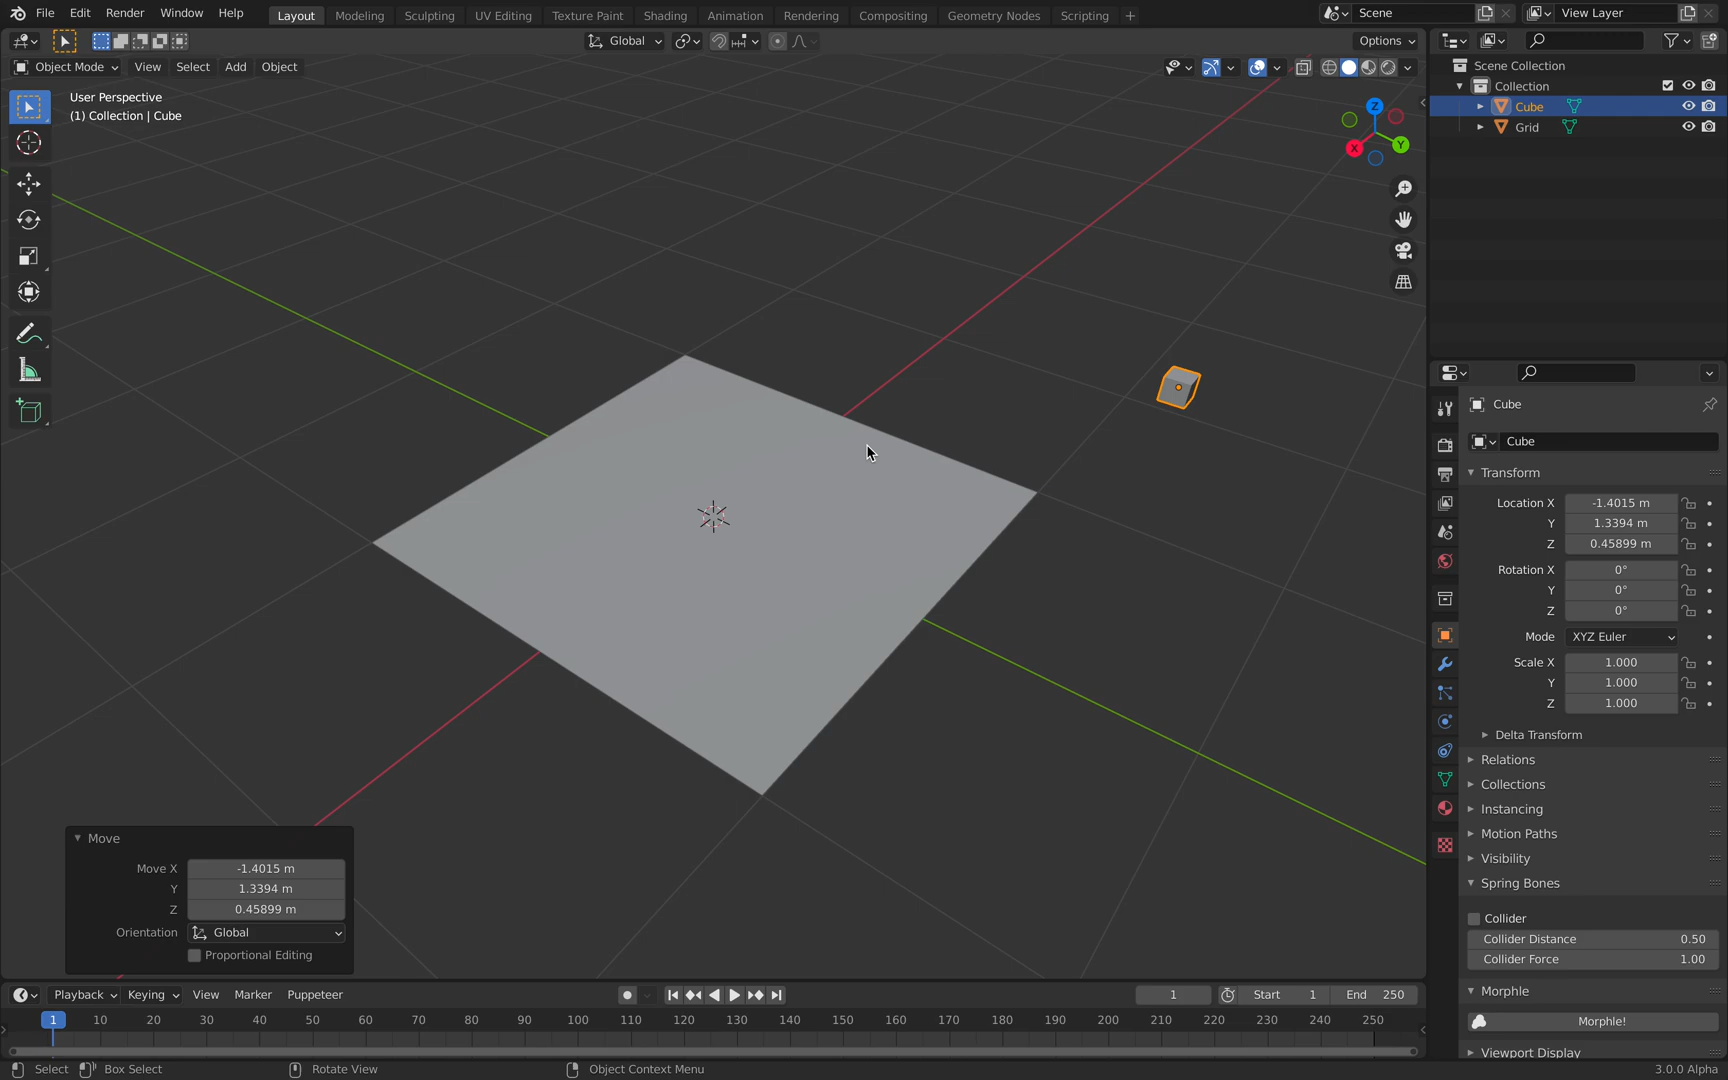 File Edit Render Window Help Layout Modeling Sculpting UV Editing Texture Paint Shading Animation Rendering Compositing Geometry Nodes Scripting + Scene View Layer
Global Options
Object Mode View Select Add Object
User Perspective
(1) Collection | Cube
Z
Y
X
Scene Collection
Collection
Cube
Grid
Cube
Cube
Transform
Location X -1.4015 m
Y 1.3394 m
Z 0.45899 m
Rotation X 0°
Y 0°
Z 0°
Mode XYZ Euler
Scale X 1.000
Y 1.000
Z 1.000
Delta Transform
Relations
Collections
Instancing
Motion Paths
Visibility
Spring Bones
Collider
Collider Distance 0.50
Collider Force 1.00
Morphle
Morphle!
Viewport Display
Move
Move X -1.4015 m
Y 1.3394 m
Z 0.45899 m
Orientation Global
Proportional Editing
Playback Keying View Marker Puppeteer 1 Start 1 End 250
1 10 20 30 40 50 60 70 80 90 100 110 120 130 140 150 160 170 180 190 200 210 220 230 240 250
Select Box Select Rotate View Object Context Menu 3.0.0 Alpha